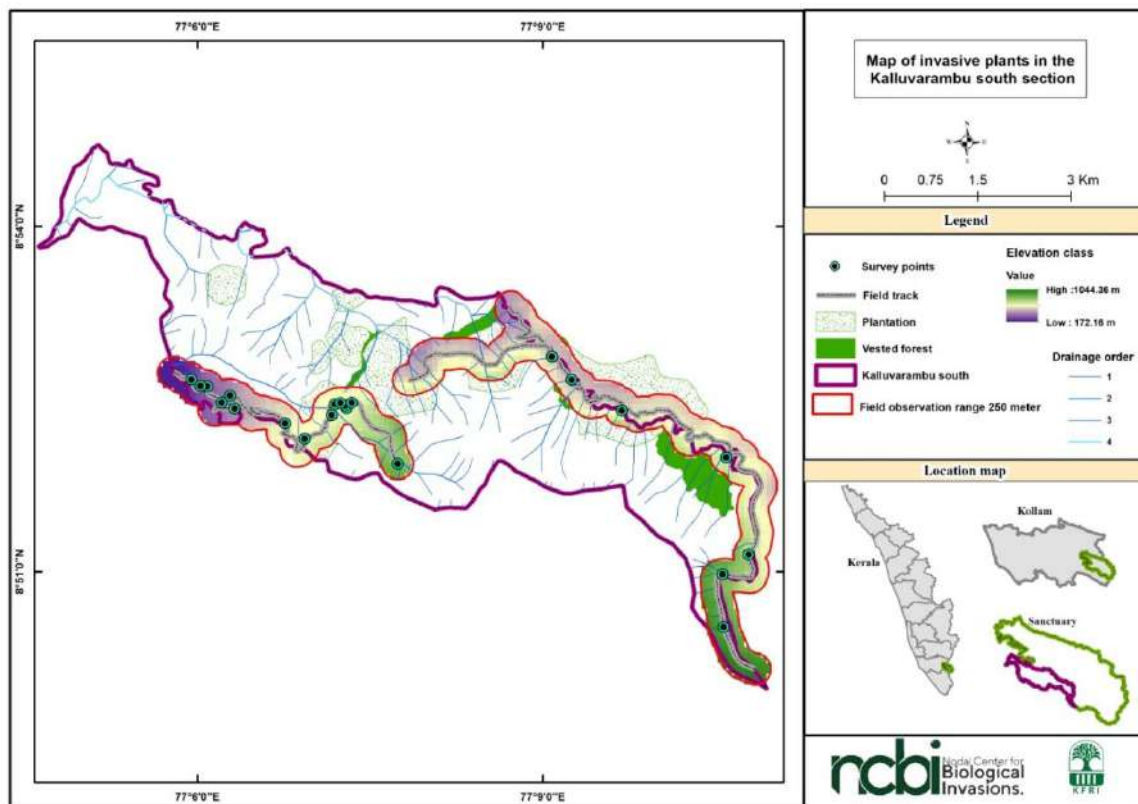 77°6'0"E
77°9'0"E
8°54'0"N
8°51'0"N
77°6'0"E
77°9'0"E
Map of invasive plants in the
Kalluvarambu south section
N
W
E
S
0 0.75 1.5 3 Km
Legend
Survey points
Field track
Plantation
Vested forest
Kalluvarambu south
Field observation range 250 meter
Elevation class
Value
High :1044.36 m
Low : 172.16 m
Drainage order
1
2
3
4
Location map
Kerala
Kollam
Sanctuary
ncbi Nodal Center for
Biological
Invasions.
KFRI